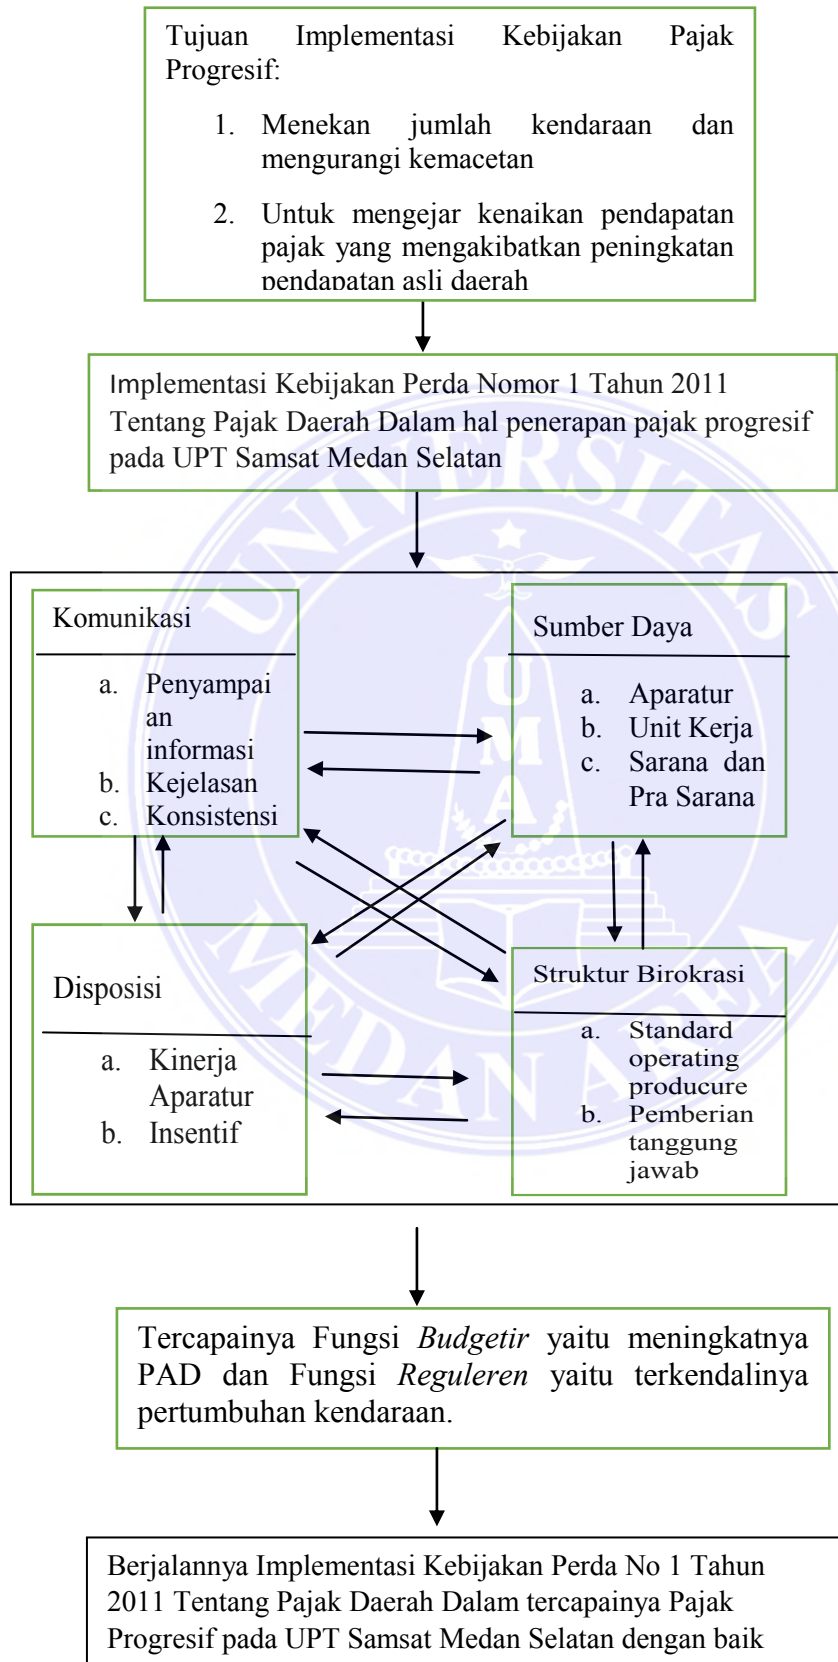 Tujuan Implementasi Kebijakan Pajak
Progresif:
1. Menekan jumlah kendaraan dan
mengurangi kemacetan
2. Untuk mengejar kenaikan pendapatan
pajak yang mengakibatkan peningkatan
pendapatan asli daerah
Implementasi Kebijakan Perda Nomor 1 Tahun 2011
Tentang Pajak Daerah Dalam hal penerapan pajak progresif
pada UPT Samsat Medan Selatan
UNIVERSITAS
MEDAN AREA
UMA
Komunikasi
a. Penyampai
an
informasi
b. Kejelasan
c. Konsistensi
Sumber Daya
a. Aparatur
b. Unit Kerja
c. Sarana dan
Pra Sarana
Disposisi
a. Kinerja
Aparatur
b. Insentif
Struktur Birokrasi
a. Standard
operating
producure
b. Pemberian
tanggung
jawab
Tercapainya Fungsi Budgetir yaitu meningkatnya
PAD dan Fungsi Reguleren yaitu terkendalinya
pertumbuhan kendaraan.
Berjalannya Implementasi Kebijakan Perda No 1 Tahun
2011 Tentang Pajak Daerah Dalam tercapainya Pajak
Progresif pada UPT Samsat Medan Selatan dengan baik